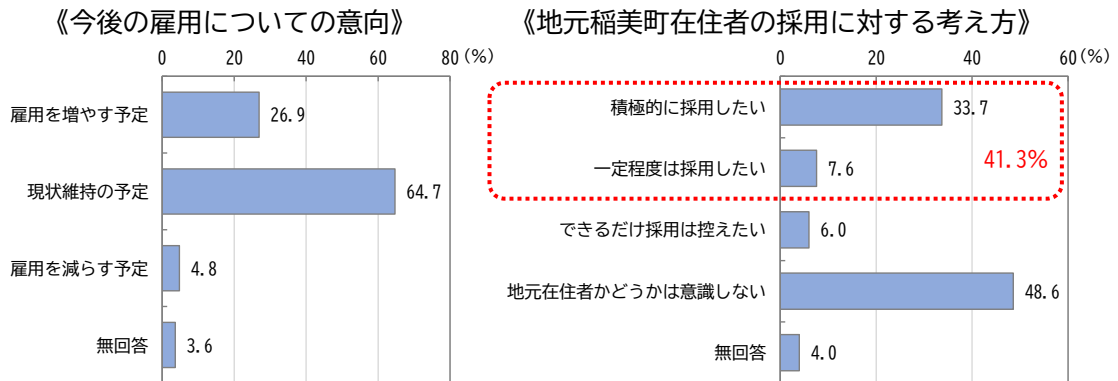 《今後の雇用についての意向》
0 20 40 60 80 (%)
雇用を増やす予定 26.9
現状維持の予定 64.7
雇用を減らす予定 4.8
無回答 3.6
《地元稲美町在住者の採用に対する考え方》
0 20 40 60 (%)
積極的に採用したい 33.7
41.3%
一定程度は採用したい 7.6
できるだけ採用は控えたい 6.0
地元在住者かどうかは意識しない 48.6
無回答 4.0